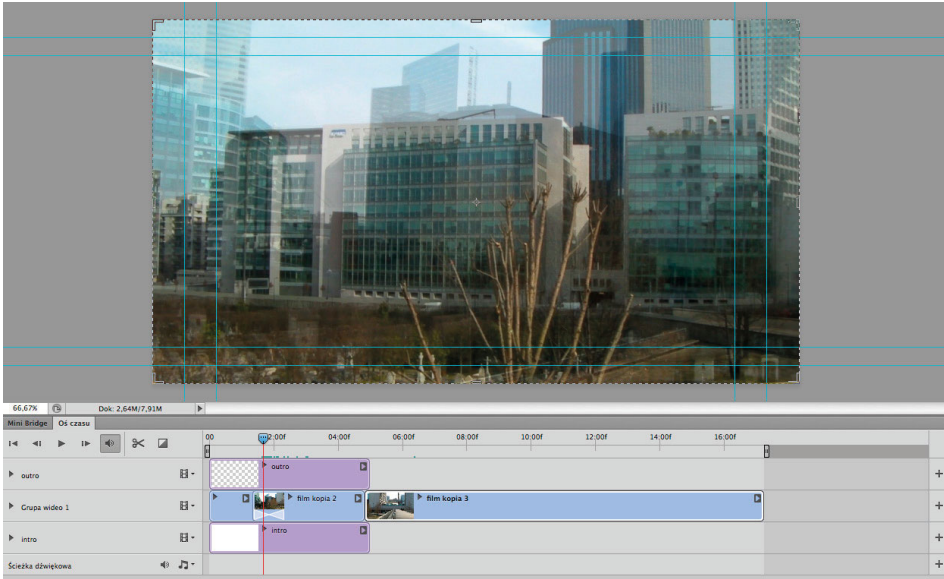 66,67%
Dok: 2,64M/7,91M
Mini Bridge
Oś czasu
00
2:00f
04:00f
06:00f
08:00f
10:00f
12:00f
14:00f
16:00f
outro
outro
Grupa wideo 1
film kopia 2
film kopia 3
intro
intro
Ścieżka dźwiękowa